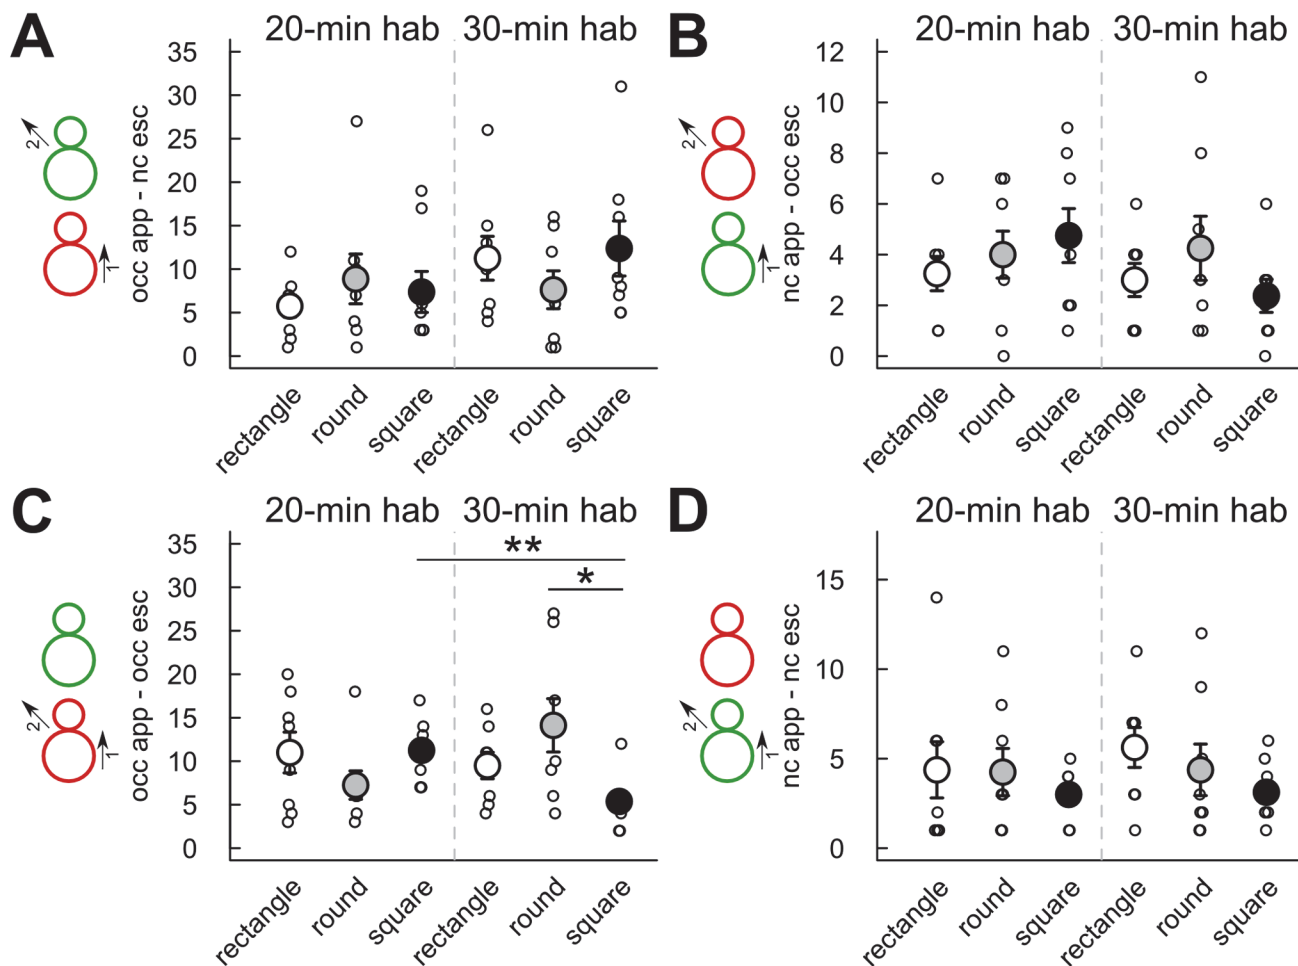 A
20-min hab 30-min hab
occ app - nc esc
35
30
25
20
15
10
5
0
2
1
rectangle
round
square
rectangle
round
square
B
20-min hab 30-min hab
nc app - occ esc
12
10
8
6
4
2
0
2
1
rectangle
round
square
rectangle
round
square
C
20-min hab 30-min hab
occ app - occ esc
35
30
25
20
15
10
5
0
**
*
2
1
rectangle
round
square
rectangle
round
square
D
20-min hab 30-min hab
nc app - nc esc
15
10
5
0
2
1
rectangle
round
square
rectangle
round
square